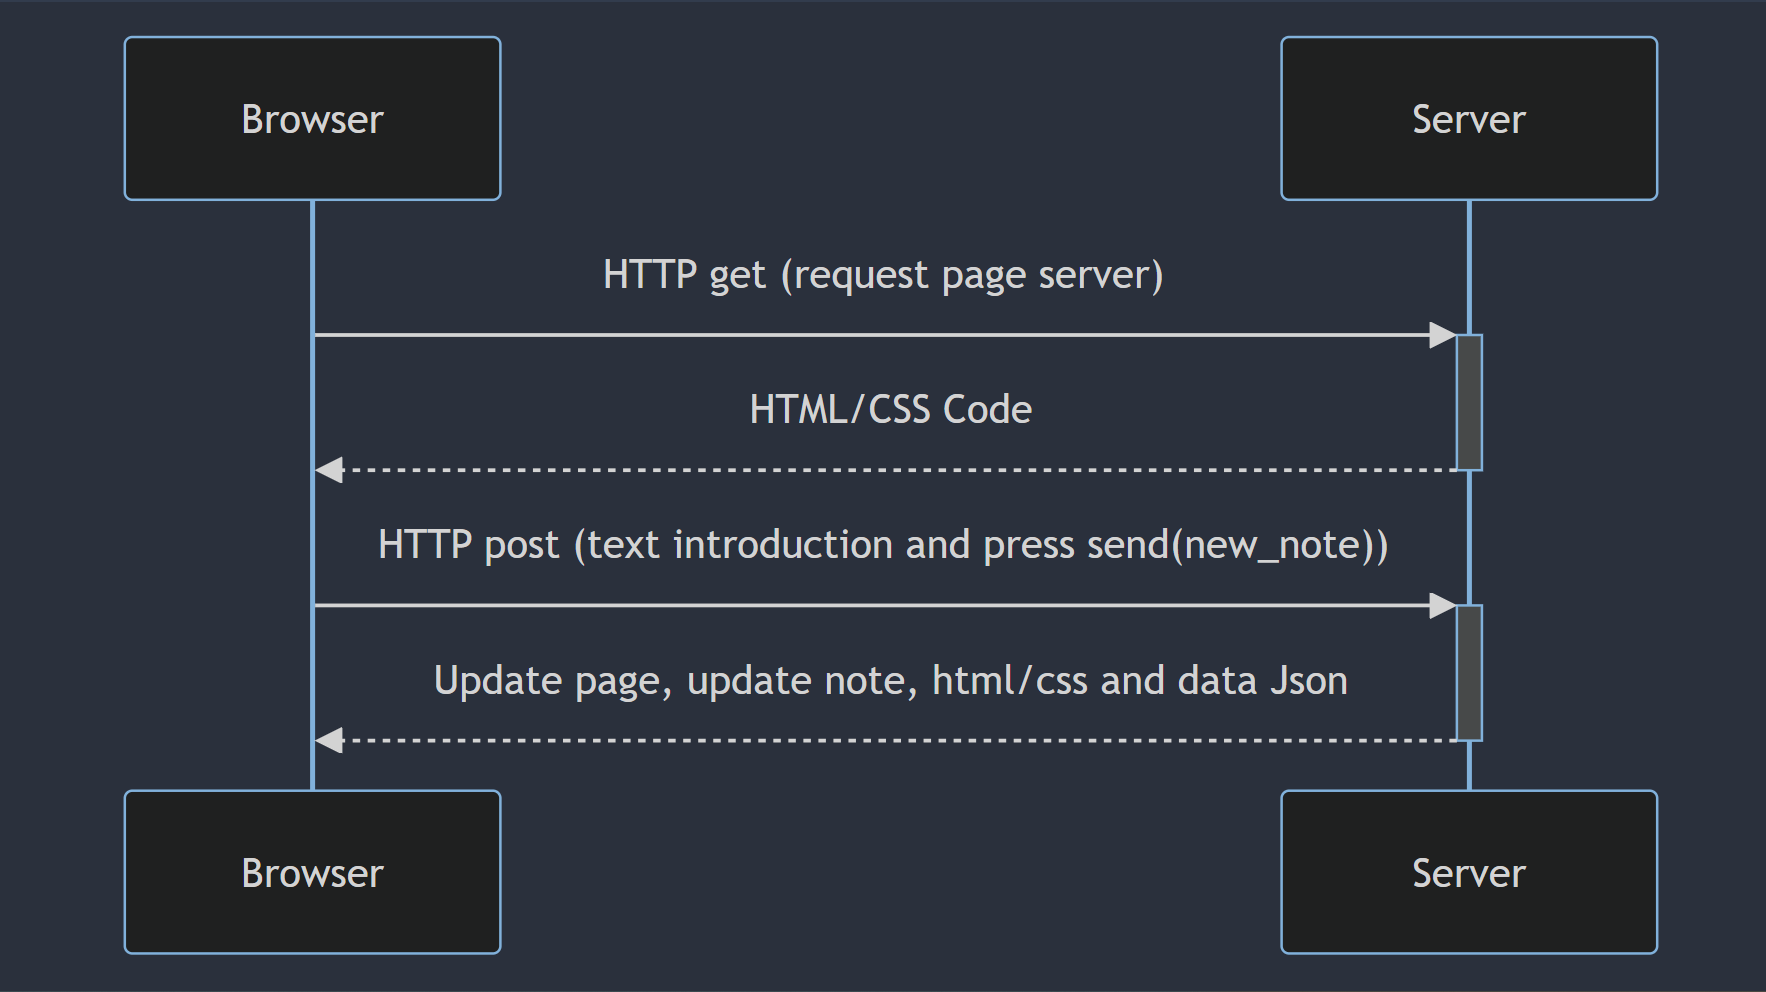 Browser
Server
HTTP get (request page server)
HTML/CSS Code
HTTP post (text introduction and press send(new_note))
Update page, update note, html/css and data Json
Browser
Server